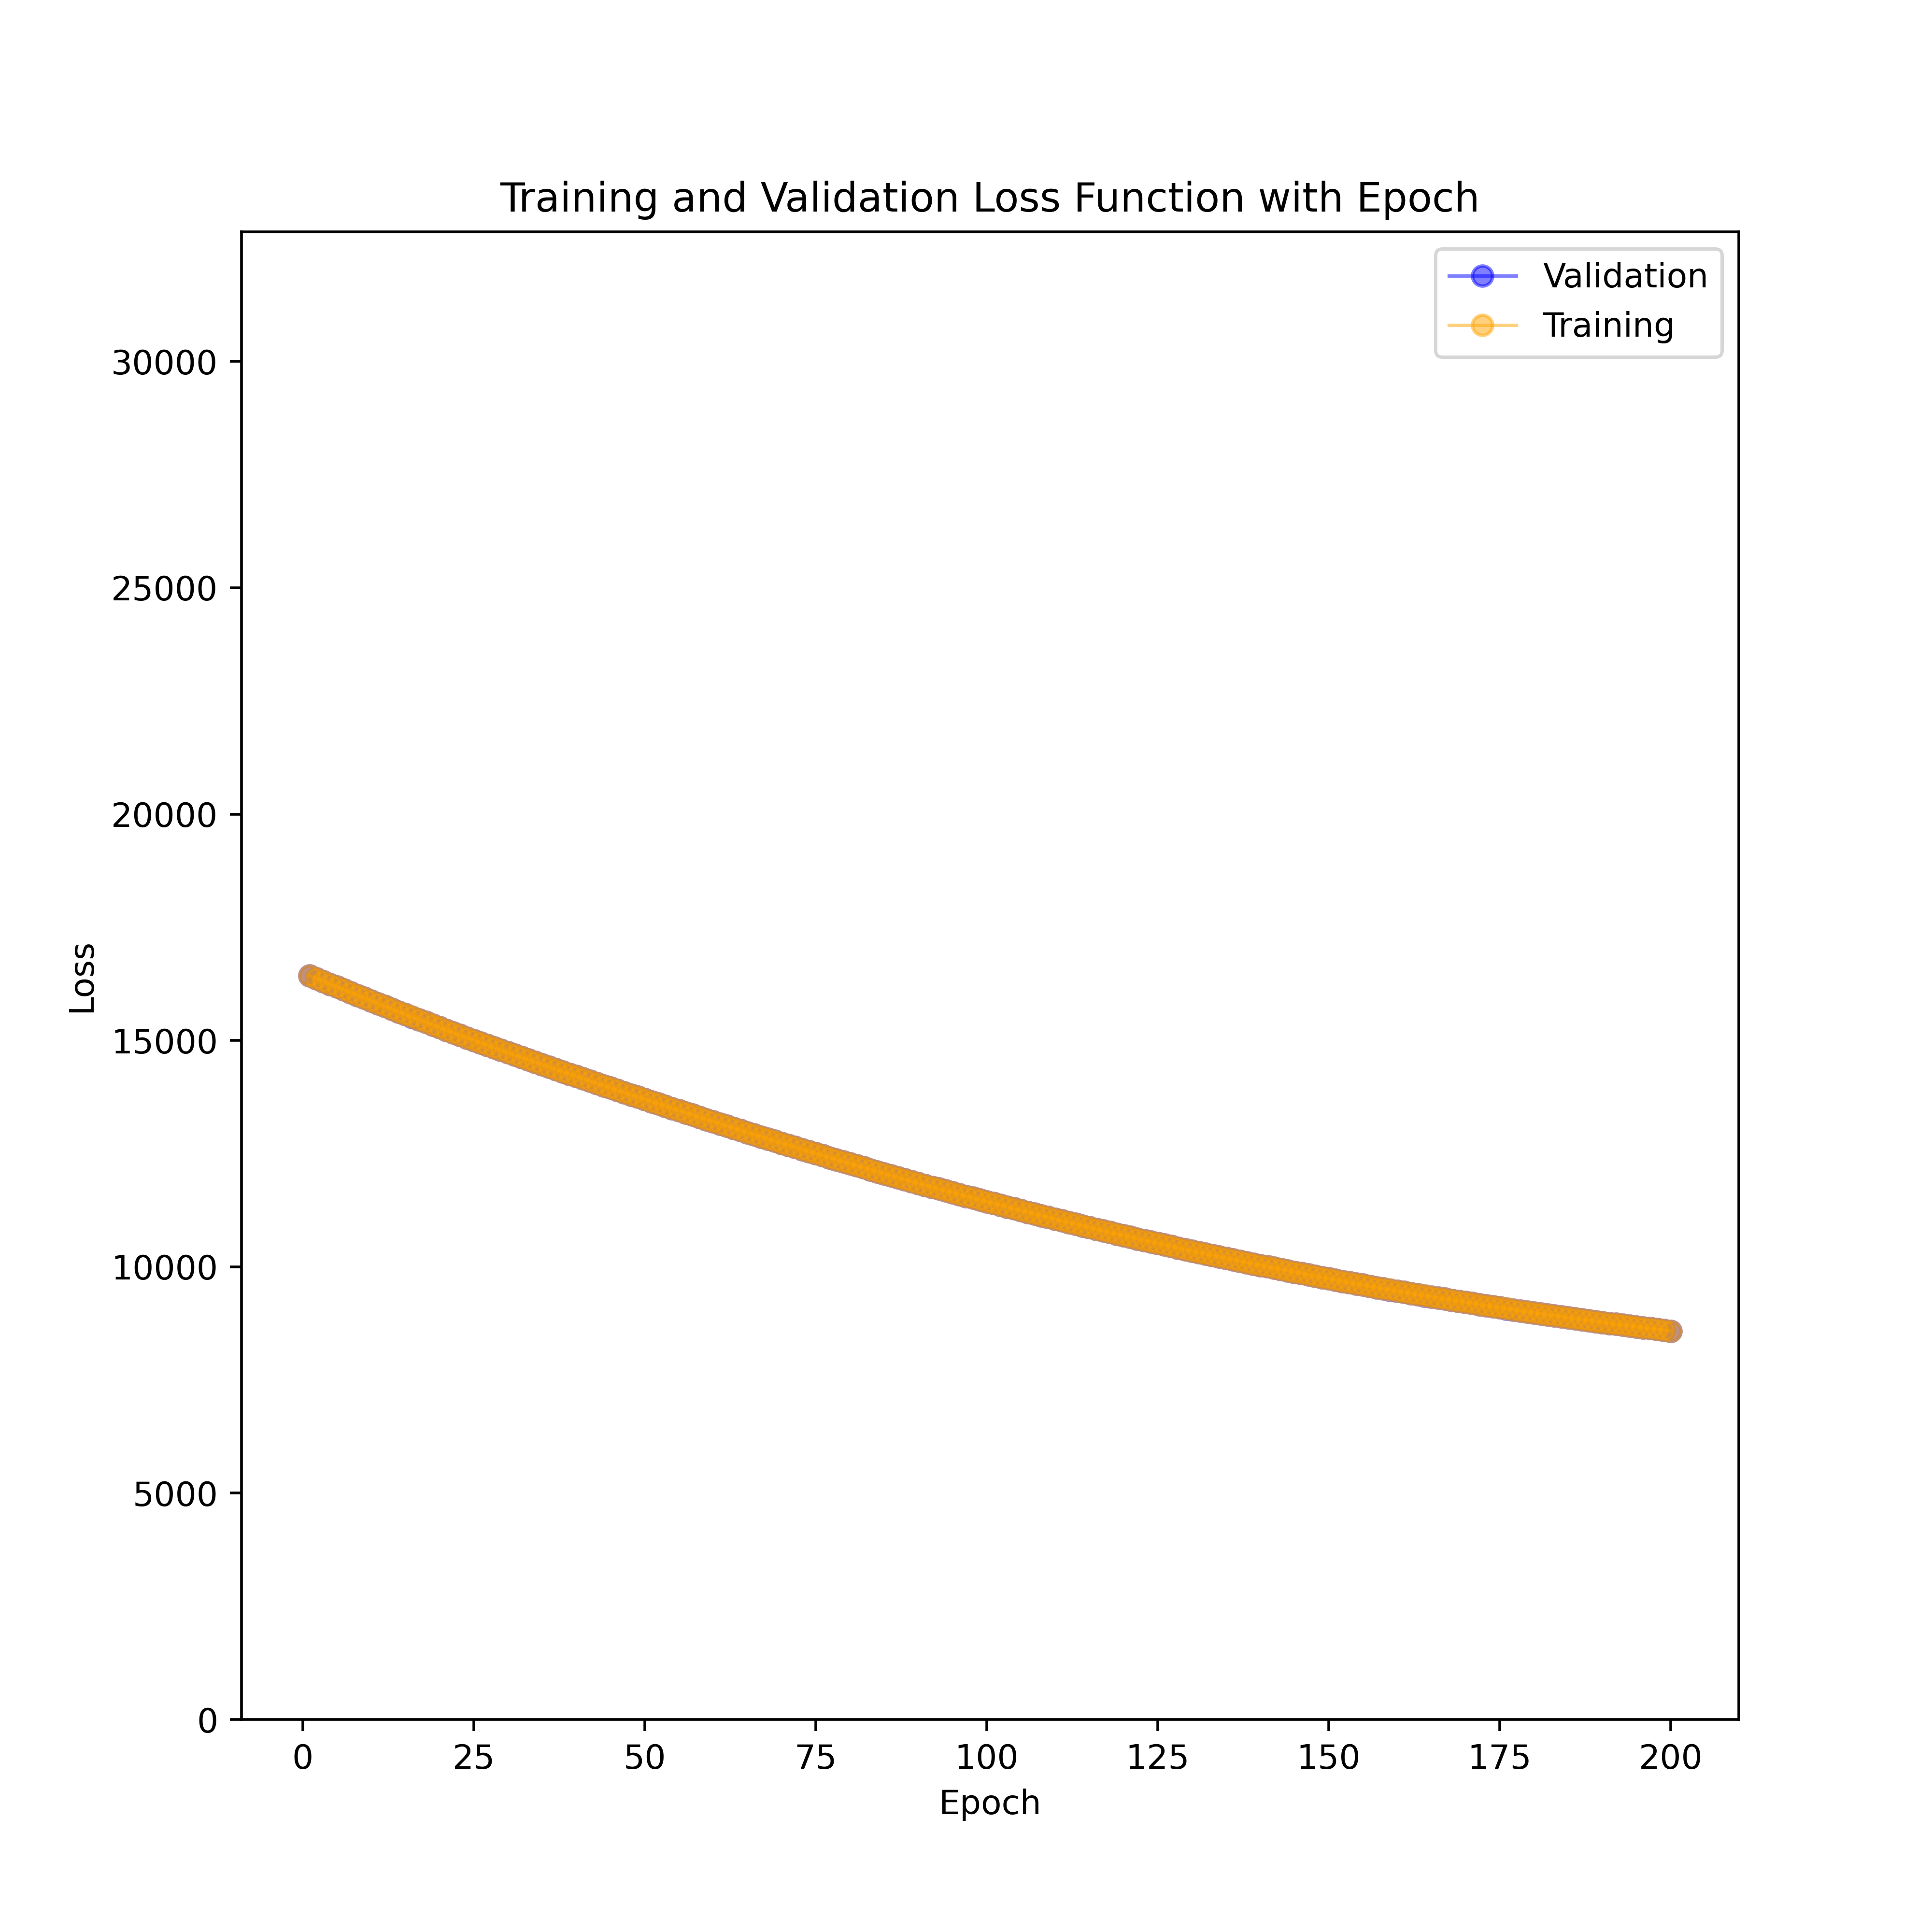 Training and Validation Loss Function with Epoch
Validation
Training
30000
25000
20000
15000
10000
5000
0
Loss
0 25 50 75 100 125 150 175 200
Epoch